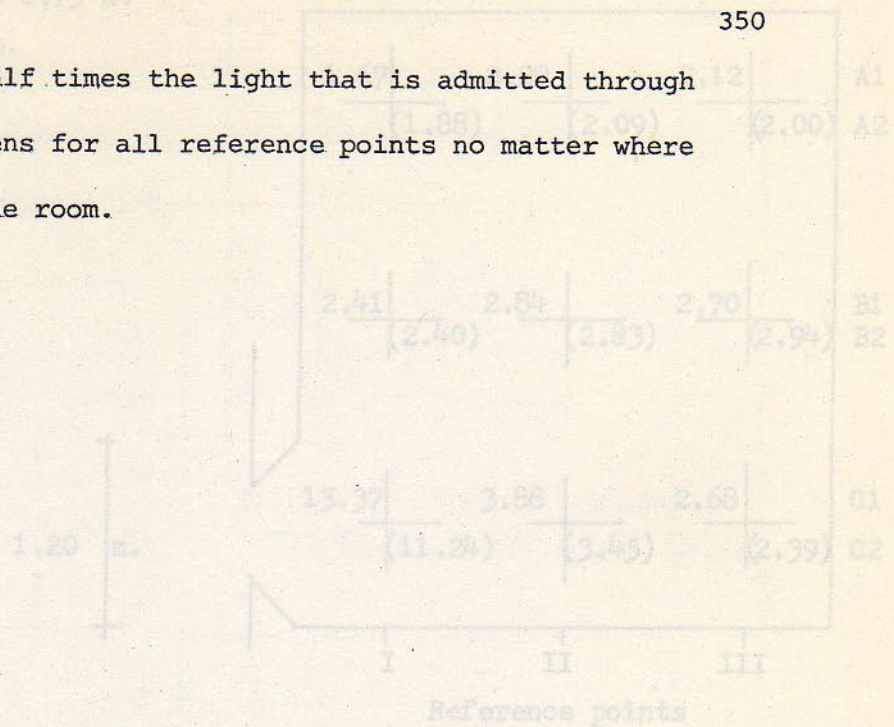 350
alf times the light that is admitted through
ens for all reference points no matter where
e room.
2.12 A1
(1.88) (2.09) (2.00) A2
2.41 2.84 2.70 B1
(2.40) (2.83) (2.94) B2
13.37 3.88 2.68 C1
1.20 m. (11.24) (3.45) (2.39) C2
I II III
Reference points